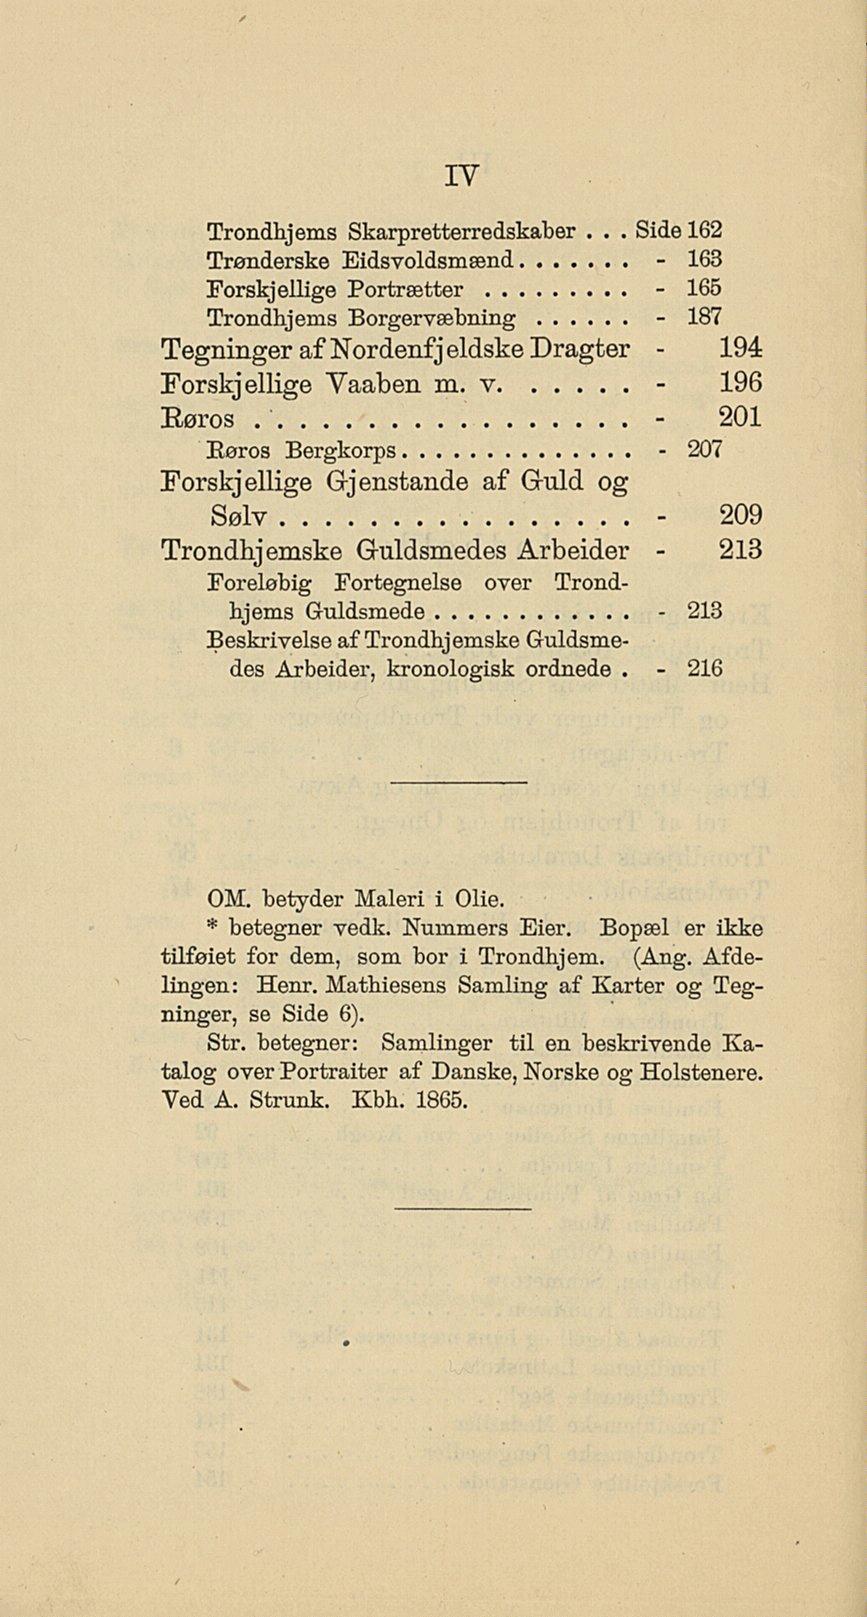 IV
Trondhjems Skarpretterredskaber . . . Side 162
Trønderske Eidsvoldsmænd . . . . . . . - 163
Forskjellige Portrætter . . . . . . . . . - 165
Trondhjems Borgervæbning . . . . . . - 187
Tegninger af Nordenfjeldske Dragter - 194
Forskjellige Vaaben m. v. . . . . . - 196
Røros . . . . . . . . . . . . . . . . . - 201
Røros Bergkorps . . . . . . . . . . . . . . - 207
Forskjellige Gjenstande af Guld og
Sølv . . . . . . . . . . . . . . . . - 209
Trondhjemske Guldsmedes Arbeider - 213
Foreløbig Fortegnelse over Trond-
hjems Guldsmede . . . . . . . . . . . . - 213
Beskrivelse af Trondhjemske Guldsme-
des Arbeider, kronologisk ordnede . - 216
OM. betyder Maleri i Olie.
* betegner vedk. Nummers Eier. Bopæl er ikke
tilføiet for dem, som bor i Trondhjem. (Ang. Afde-
lingen: Henr. Mathiesens Samling af Karter og Teg-
ninger, se Side 6).
Str. betegner: Samlinger til en beskrivende Ka-
talog over Portraiter af Danske, Norske og Holstenere.
Ved A. Strunk. Kbh. 1865.